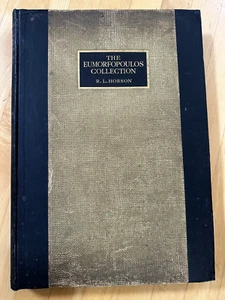 THE
EUMORFOPOULOS
COLLECTION
R. L. HOBSON